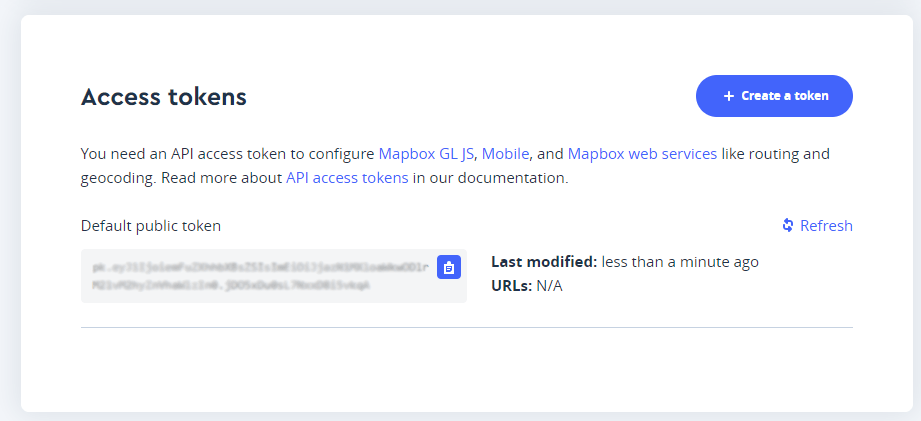 Access tokens
+ Create a token
You need an API access token to configure Mapbox GL JS, Mobile, and Mapbox web services like routing and
geocoding. Read more about API access tokens in our documentation.
Default public token
Refresh
Last modified: less than a minute ago
URLs: N/A